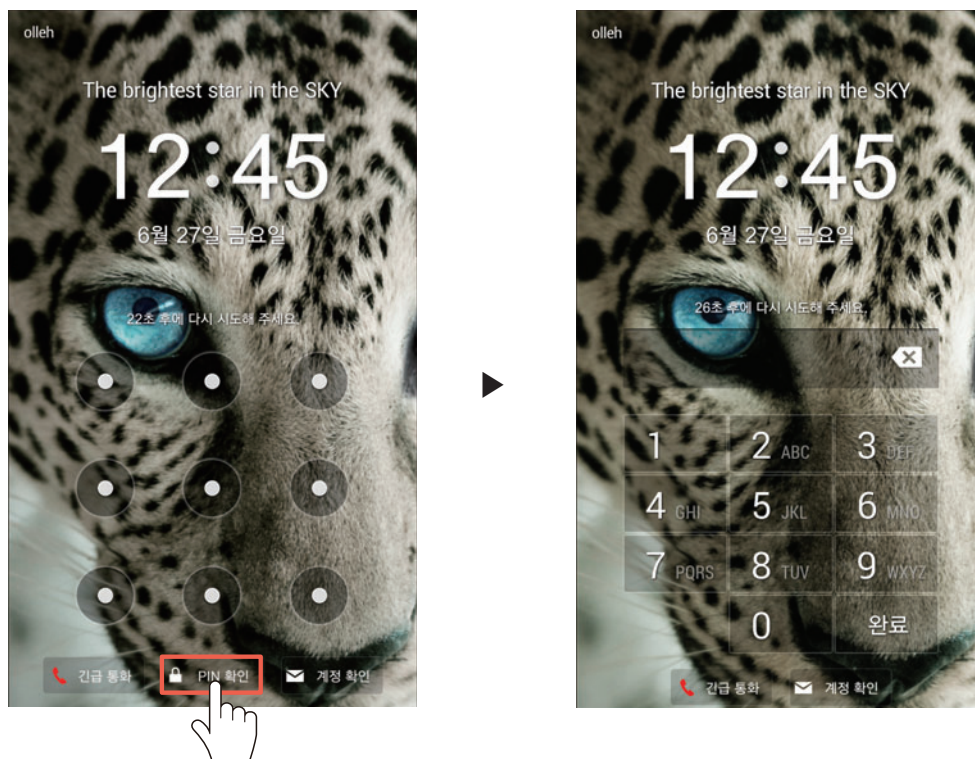 olleh
The brightest star in the SKY
12:45
6월 27일 금요일
22초 후에 다시 시도해 주세요.
긴급 통화
PIN 확인
계정 확인
olleh
The brightest star in the SKY
12:45
6월 27일 금요일
26초 후에 다시 시도해 주세요.
1 2 ABC 3 DEF
4 GHI 5 JKL 6 MNO
7 PQRS 8 TUV 9 WXYZ
0 완료
긴급 통화
계정 확인